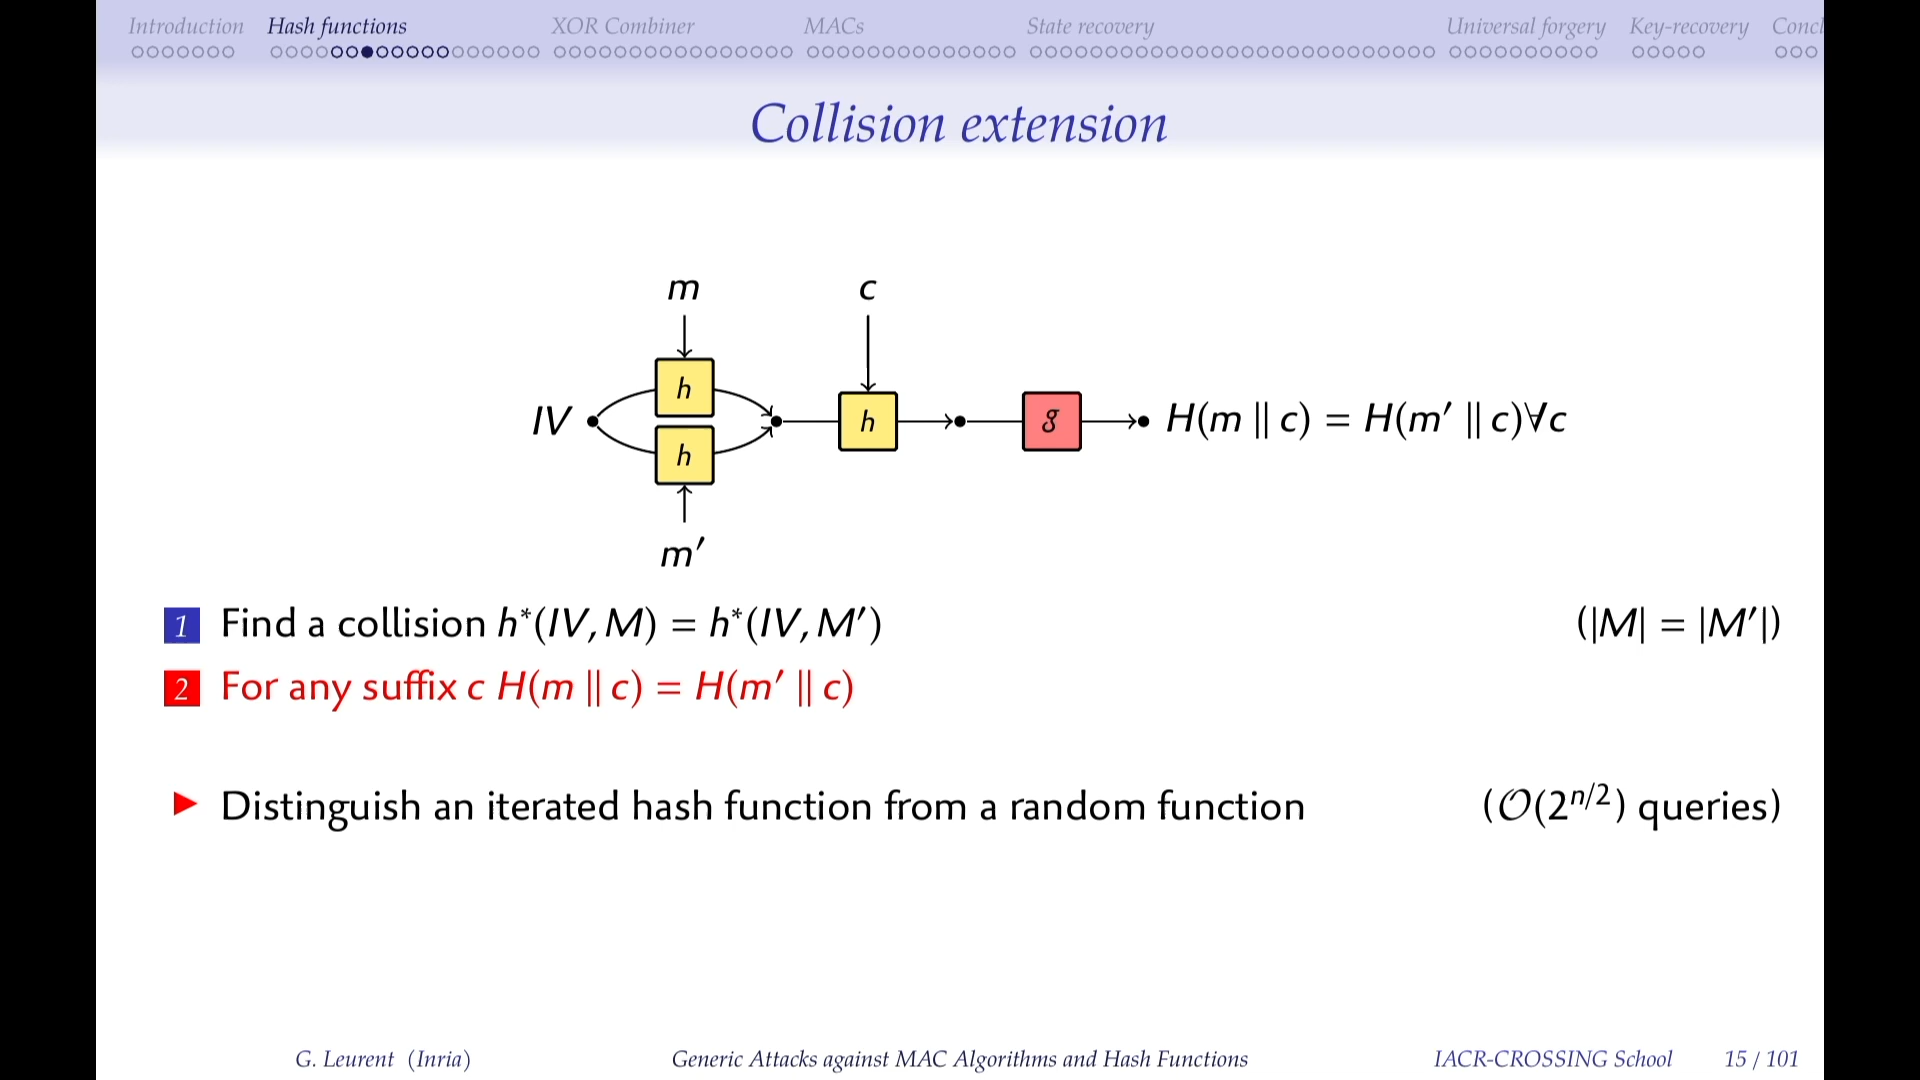 Introduction Hash functions XOR Combiner MACs State recovery Universal forgery Key-recovery Concl
Collision extension
m c
h
IV h g H(m ∥ c) = H(m′ ∥ c)∀c
h
m′
1 Find a collision h*(IV, M) = h*(IV, M′) (|M| = |M′|)
2 For any suffix c H(m ∥ c) = H(m′ ∥ c)
▶ Distinguish an iterated hash function from a random function (𝒪(2^{n/2}) queries)
G. Leurent (Inria) Generic Attacks against MAC Algorithms and Hash Functions IACR-CROSSING School 15 / 101